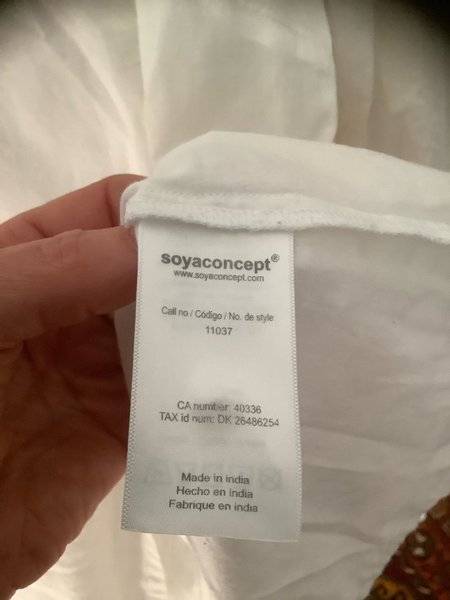 soyaconcept®
www.soyaconcept.com
Call no / Código / No. de style:
11037
CA number: 40336
TAX id num: DK 26486254
Made in india
Hecho en india
Fabrique en india